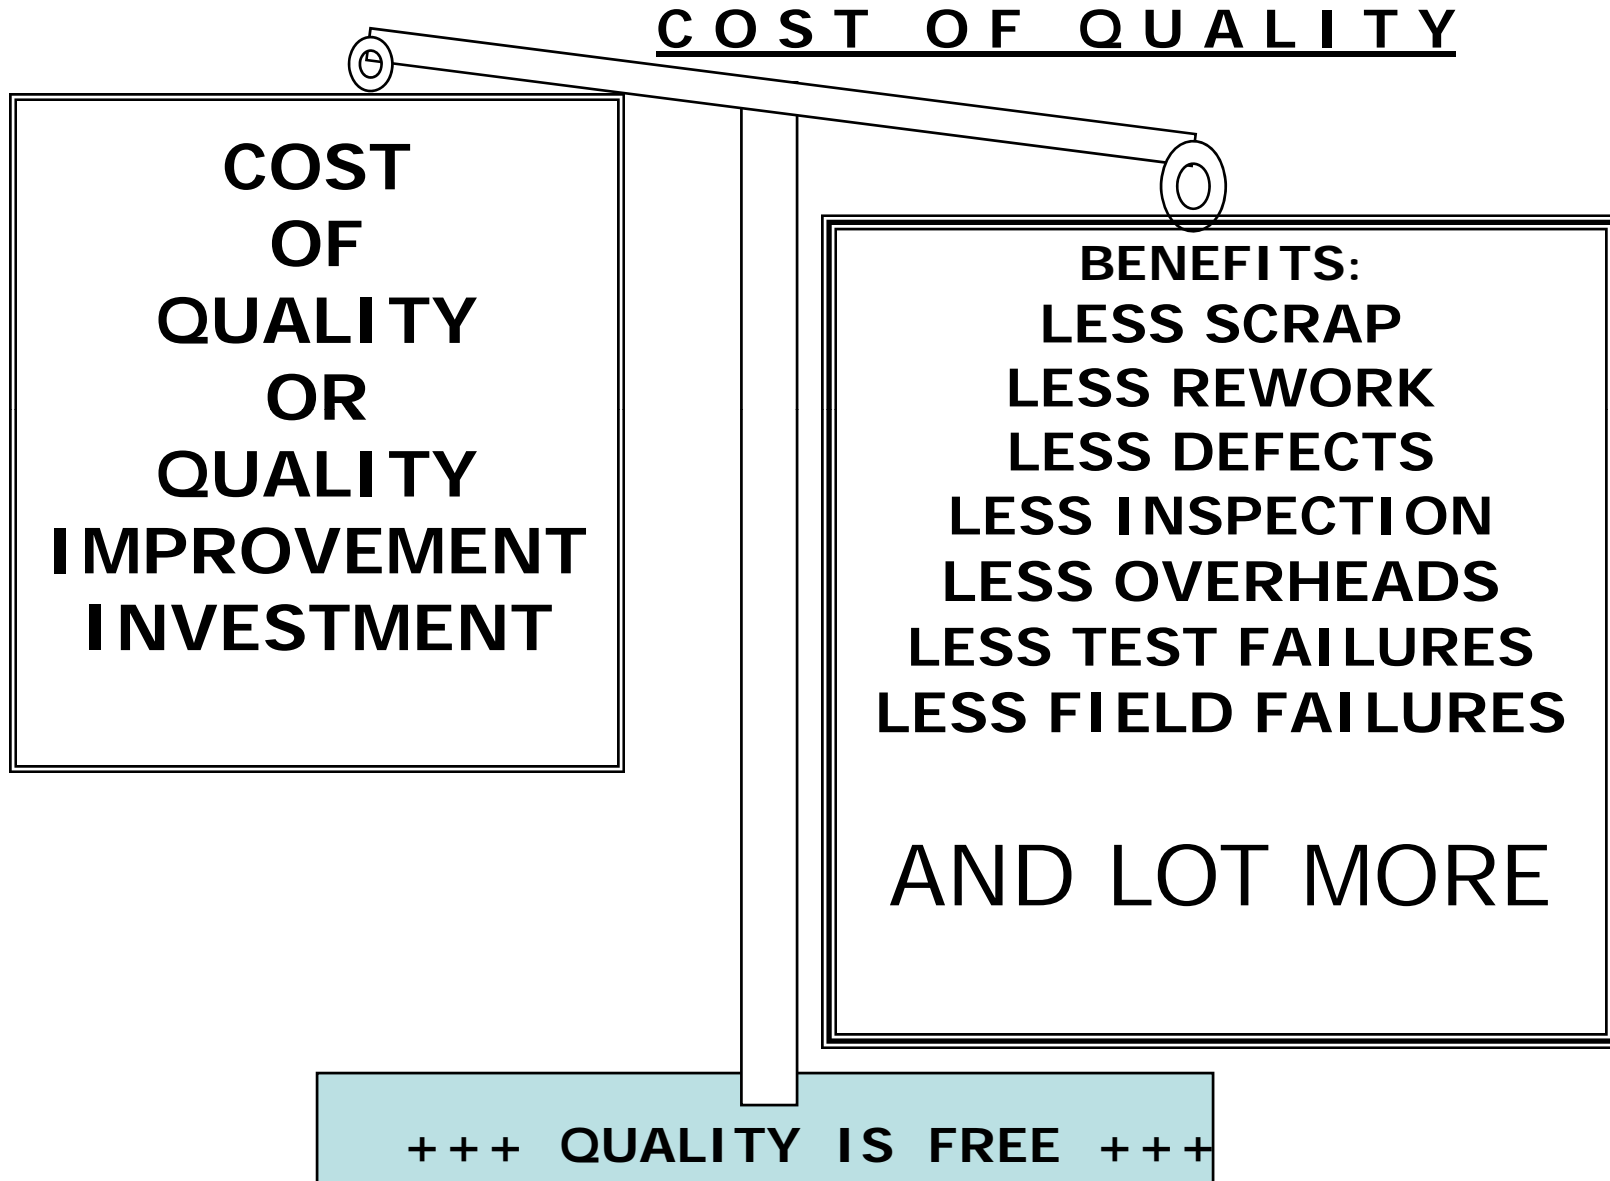 COST OF QUALITY
COST
OF
QUALITY
OR
QUALITY
IMPROVEMENT
INVESTMENT
BENEFITS:
LESS SCRAP
LESS REWORK
LESS DEFECTS
LESS INSPECTION
LESS OVERHEADS
LESS TEST FAILURES
LESS FIELD FAILURES
AND LOT MORE
+++ QUALITY IS FREE +++